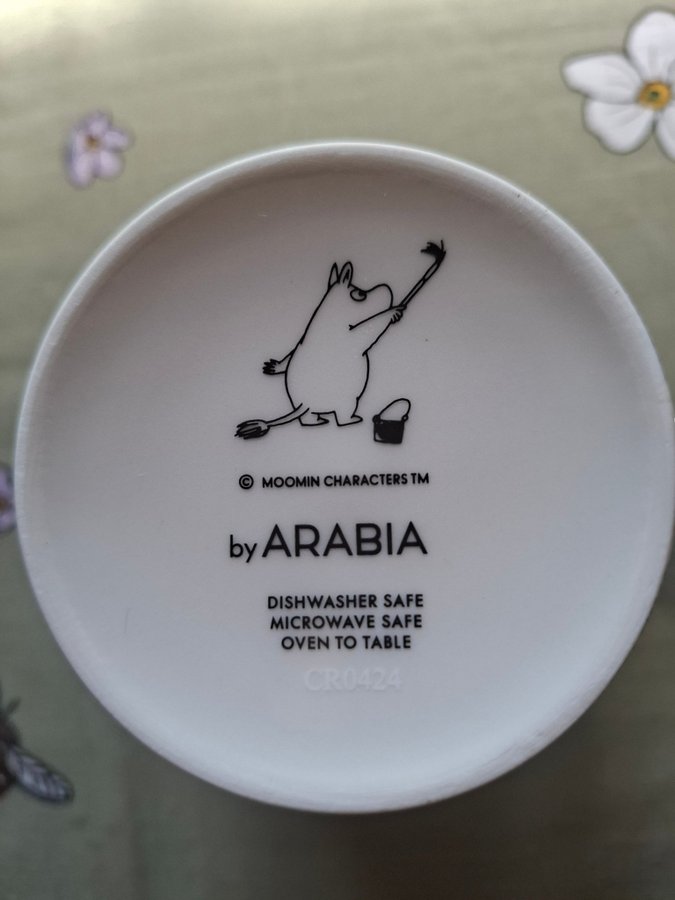 © MOOMIN CHARACTERS TM
by ARABIA
DISHWASHER SAFE
MICROWAVE SAFE
OVEN TO TABLE
CR0424